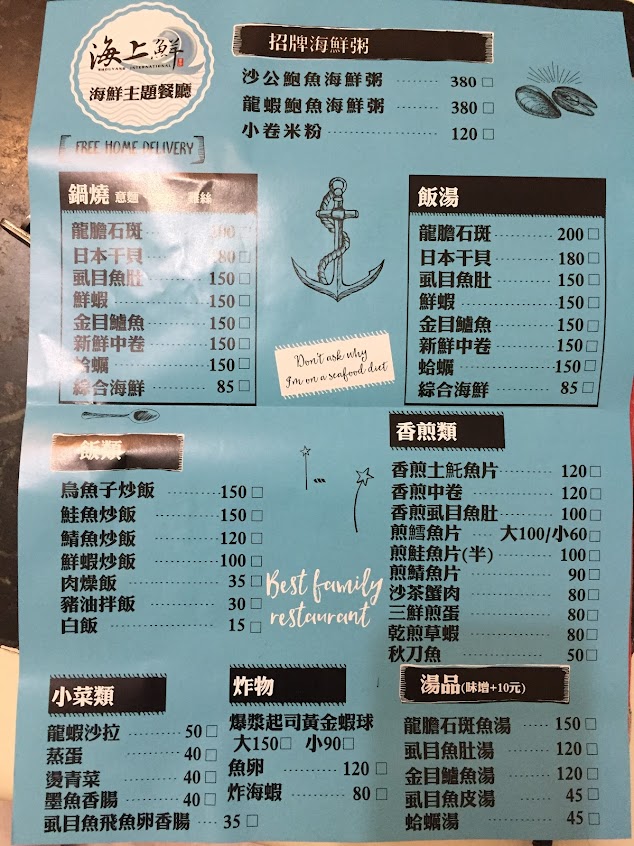 海上鮮
海鮮主題餐廳
FREE HOME DELIVERY
招牌海鮮粥
沙公鮑魚海鮮粥 380 □
龍蝦鮑魚海鮮粥 380 □
小卷米粉 120 □
鍋燒 意麵 雞絲
龍膽石斑 □
日本干貝 80 □
虱目魚肚 150 □
鮮蝦 150 □
金目鱸魚 150 □
新鮮中卷 150 □
蛤蠣 150 □
綜合海鮮 85 □
飯湯
龍膽石斑 200 □
日本干貝 180 □
虱目魚肚 150 □
鮮蝦 150 □
金目鱸魚 150 □
新鮮中卷 150 □
蛤蠣 150 □
綜合海鮮 85 □
Don't ask why
I'm on a seafood diet
飯類
烏魚子炒飯 150 □
鮭魚炒飯 150 □
鯖魚炒飯 120 □
鮮蝦炒飯 100 □
肉燥飯 35 □
豬油拌飯 30 □
白飯 15 □
Best family
restaurant
香煎類
香煎土魠魚片 120 □
香煎中卷 120 □
香煎虱目魚肚 100 □
煎鱈魚片 大100/小60 □
煎鮭魚片(半) 100 □
煎鯖魚片 90 □
沙茶蟹肉 80 □
三鮮煎蛋 80 □
乾煎草蝦 80 □
秋刀魚 50 □
小菜類
龍蝦沙拉 50 □
蒸蛋 40 □
燙青菜 40 □
墨魚香腸 40 □
虱目魚飛魚卵香腸 35 □
炸物
爆漿起司黃金蝦球
大150 □ 小90 □
魚卵 120 □
炸海蝦 80 □
湯品(味增+10元)
龍膽石斑魚湯 150 □
虱目魚肚湯 120 □
金目鱸魚湯 120 □
虱目魚皮湯 45 □
蛤蠣湯 45 □